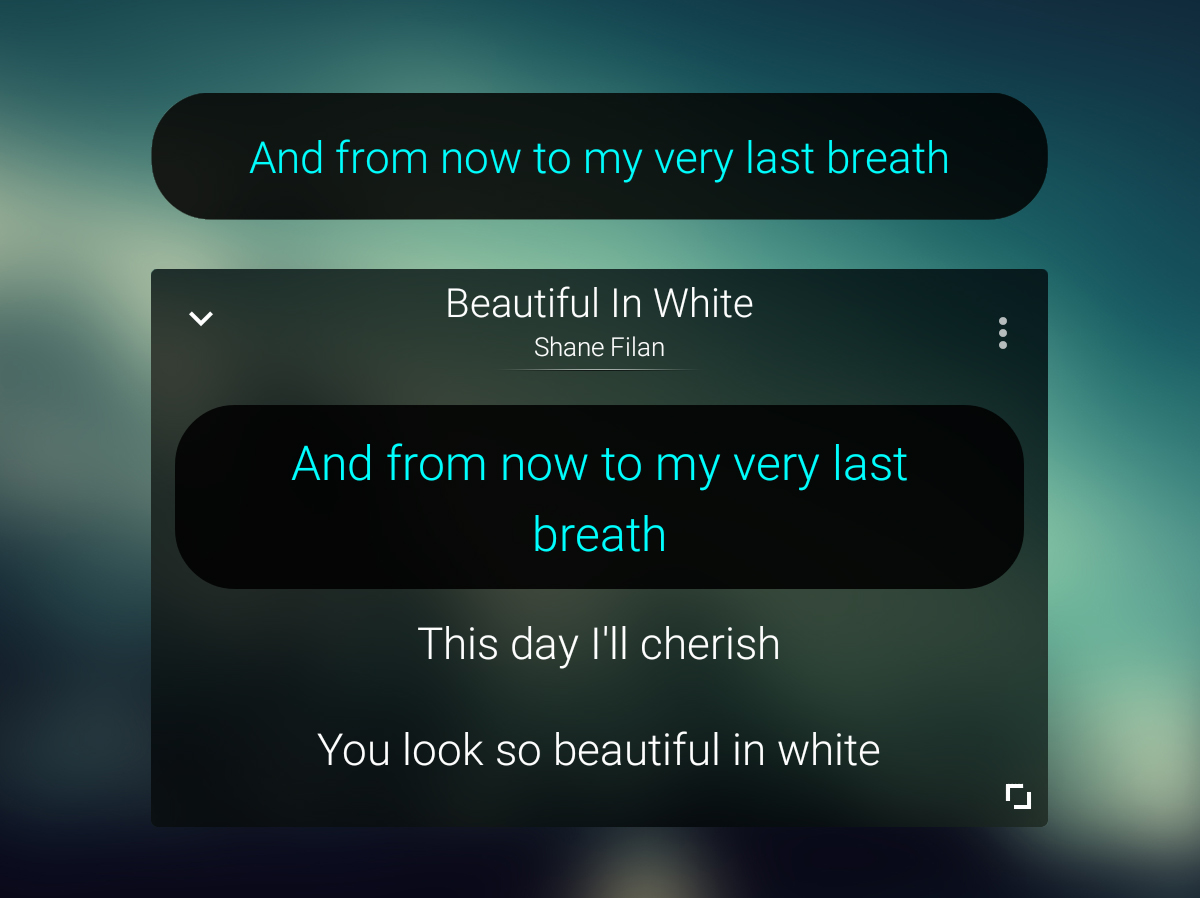 And from now to my very last breath
Beautiful In White
Shane Filan
And from now to my very last
breath
This day I'll cherish
You look so beautiful in white